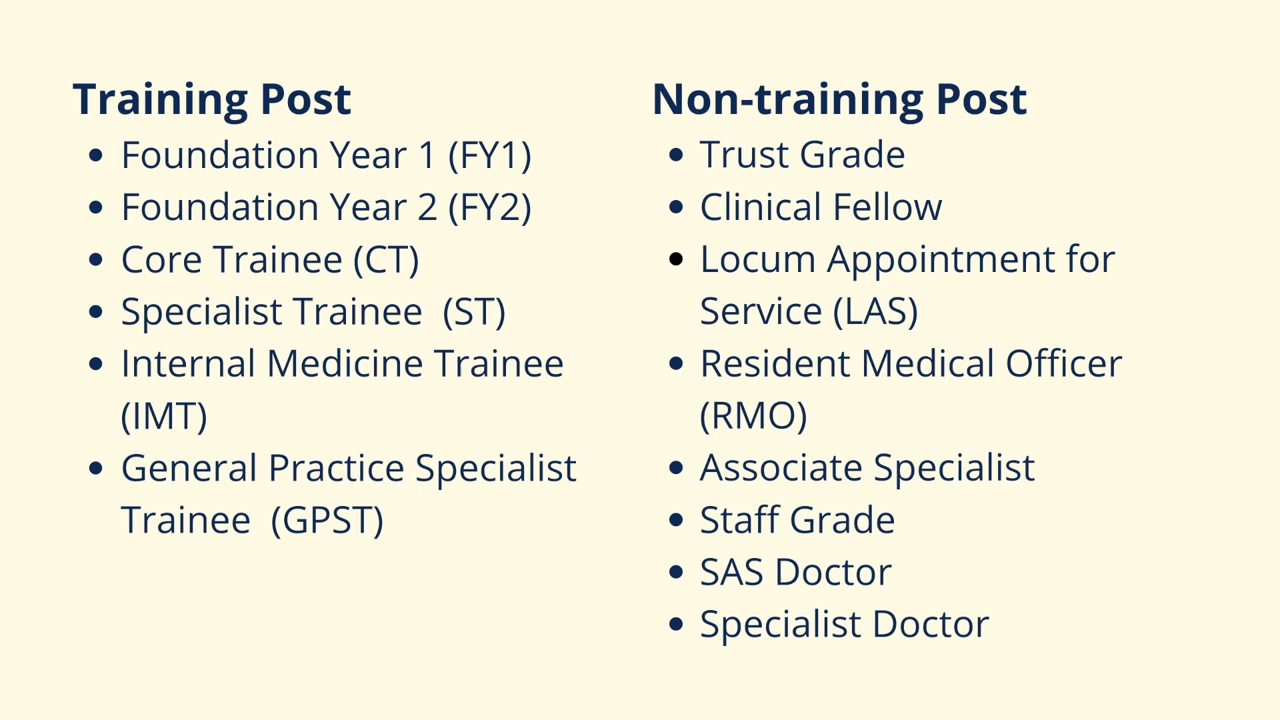 Training Post
• Foundation Year 1 (FY1)
• Foundation Year 2 (FY2)
• Core Trainee (CT)
• Specialist Trainee  (ST)
• Internal Medicine Trainee
(IMT)
• General Practice Specialist
Trainee  (GPST)
Non-training Post
• Trust Grade
• Clinical Fellow
• Locum Appointment for
Service (LAS)
• Resident Medical Officer
(RMO)
• Associate Specialist
• Staff Grade
• SAS Doctor
• Specialist Doctor